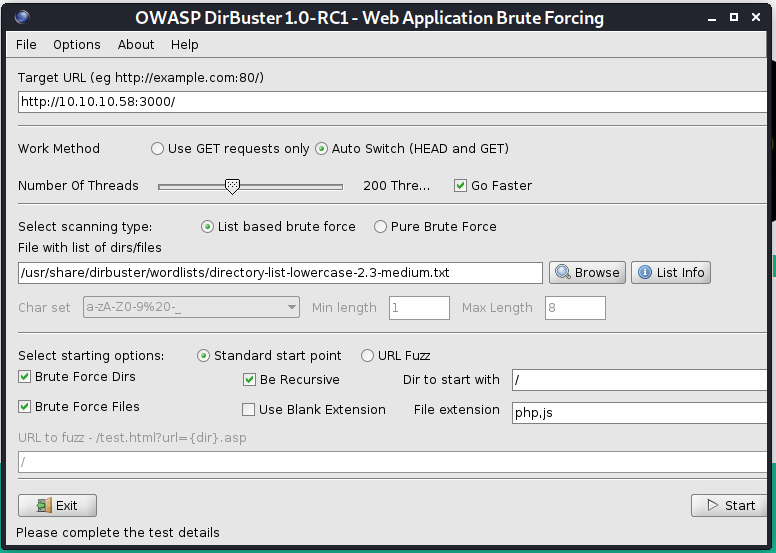 OWASP DirBuster 1.0-RC1 - Web Application Brute Forcing
File Options About Help
Target URL (eg http://example.com:80/)
http://10.10.10.58:3000/
Work Method Use GET requests only Auto Switch (HEAD and GET)
Number Of Threads 200 Thre... Go Faster
Select scanning type: List based brute force Pure Brute Force
File with list of dirs/files
/usr/share/dirbuster/wordlists/directory-list-lowercase-2.3-medium.txt Browse List Info
Char set a-zA-Z0-9%20-_ Min length 1 Max Length 8
Select starting options: Standard start point URL Fuzz
Brute Force Dirs Be Recursive Dir to start with /
Brute Force Files Use Blank Extension File extension php,js
URL to fuzz - /test.html?url={dir}.asp
/
Exit Start
Please complete the test details